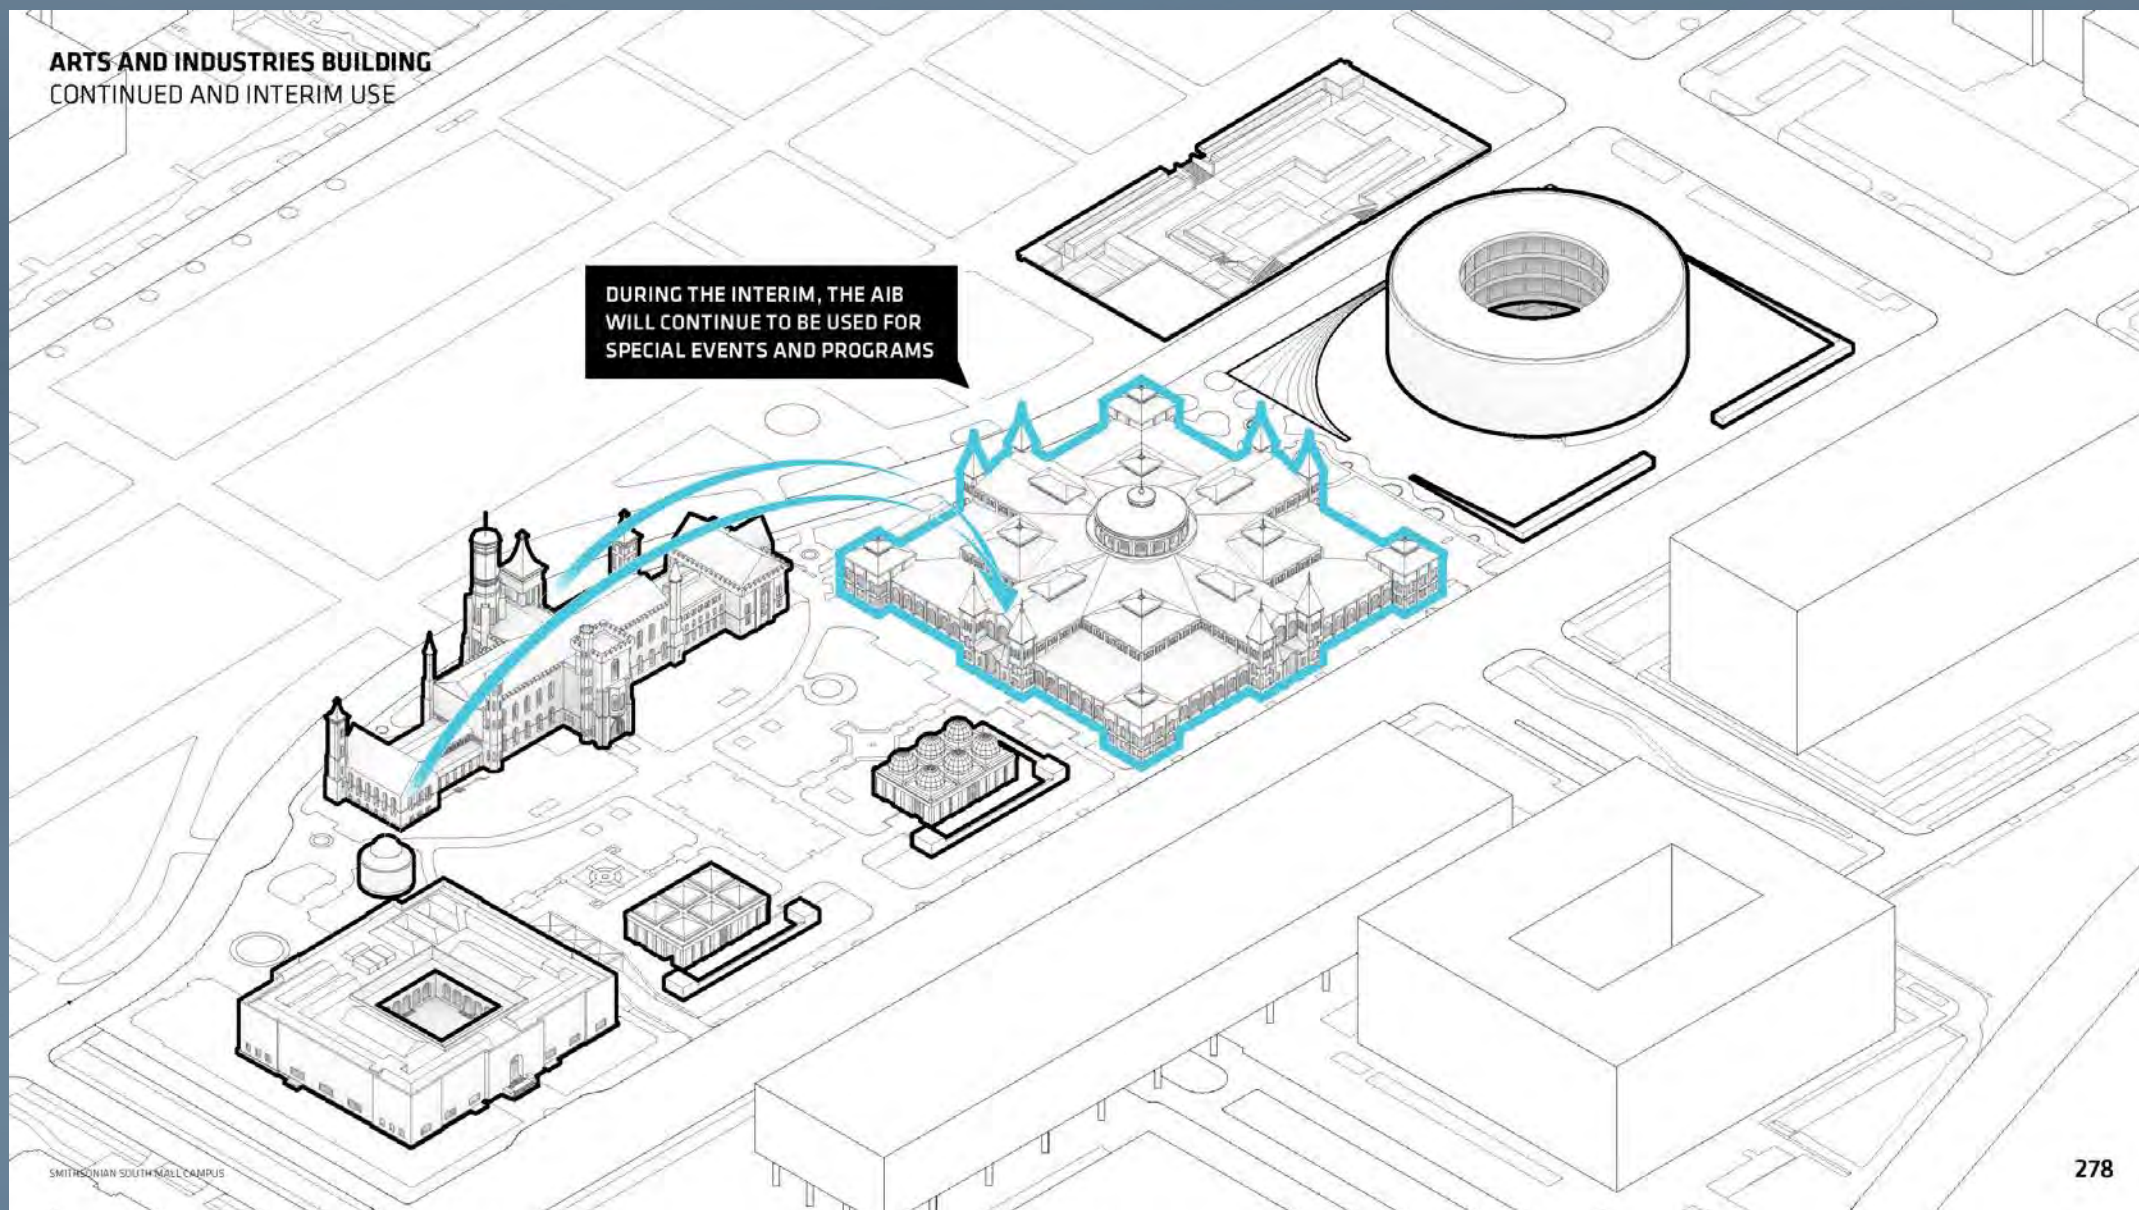 ARTS AND INDUSTRIES BUILDING
CONTINUED AND INTERIM USE
DURING THE INTERIM, THE AIB
WILL CONTINUE TO BE USED FOR
SPECIAL EVENTS AND PROGRAMS
SMITHSONIAN SOUTH MALL CAMPUS
278